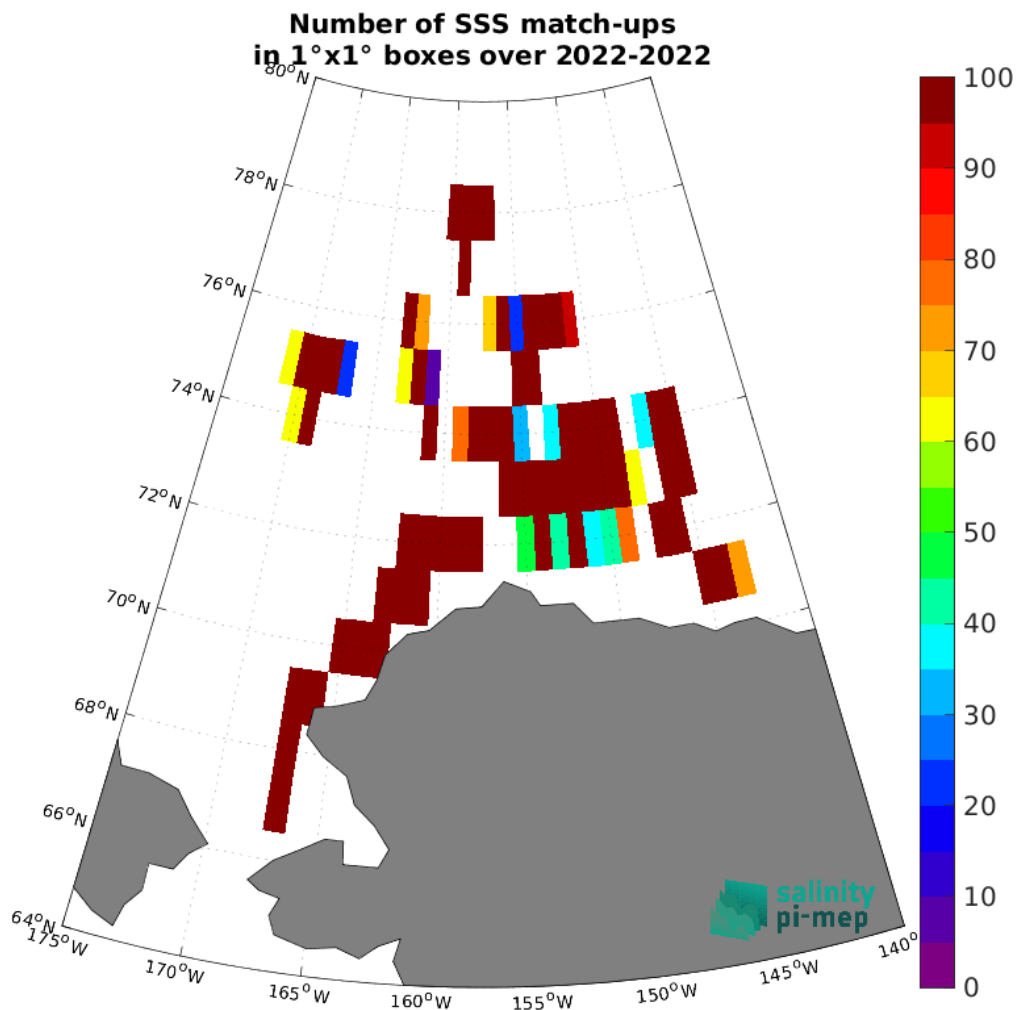 Number of SSS match-ups
in 1°x1° boxes over 2022-2022
80°N
78°N
76°N
74°N
72°N
70°N
68°N
66°N
64°N
175°W
170°W
165°W
160°W
155°W
150°W
145°W
140°
100
90
80
70
60
50
40
30
20
10
0
salinity
pi-mep